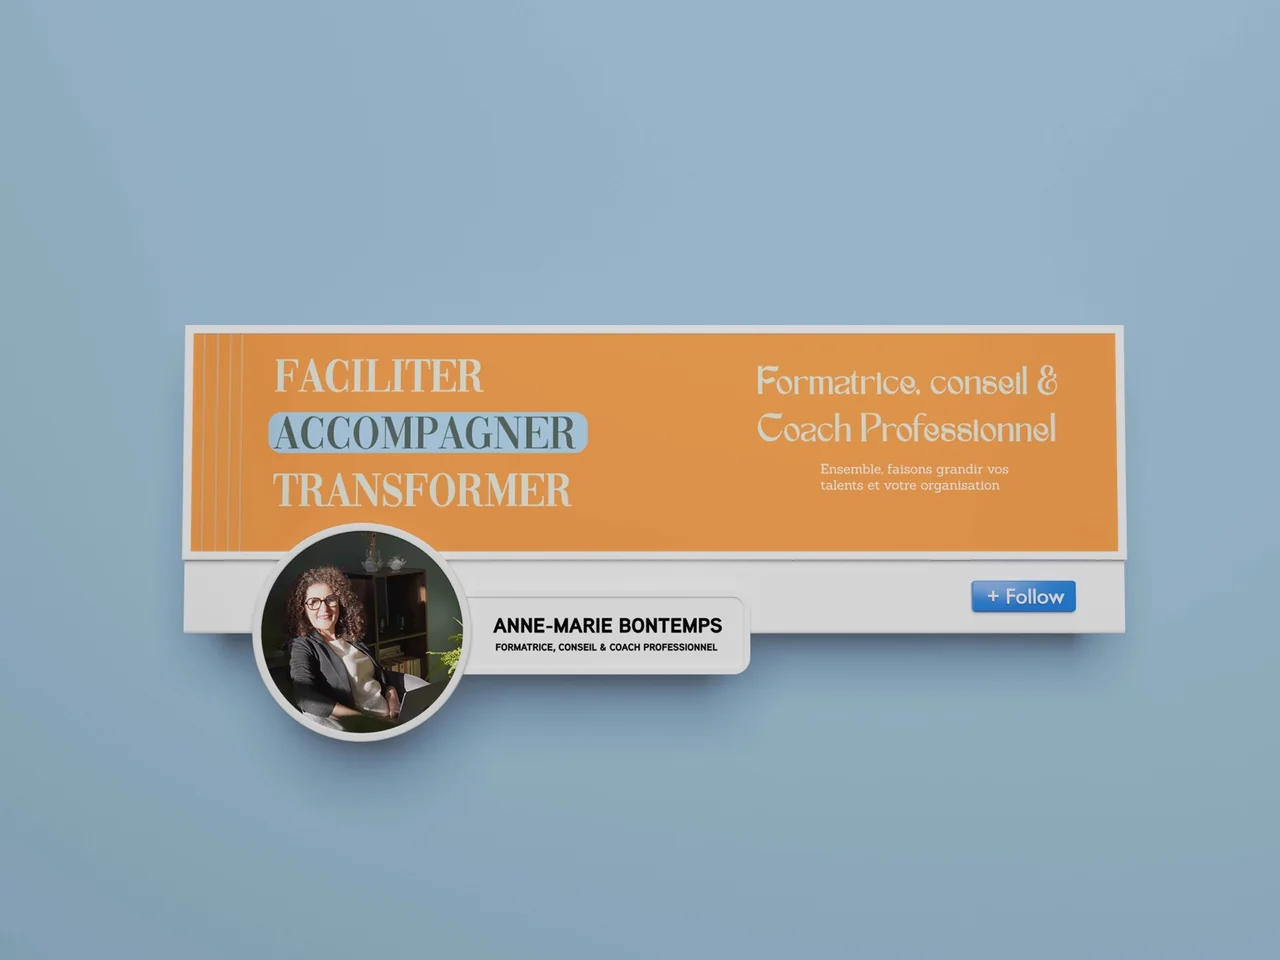 FACILITER
ACCOMPAGNER
TRANSFORMER
Formatrice, conseil &
Coach Professionnel
Ensemble, faisons grandir vos
talents et votre organisation
+ Follow
ANNE-MARIE BONTEMPS
FORMATRICE, CONSEIL & COACH PROFESSIONNEL